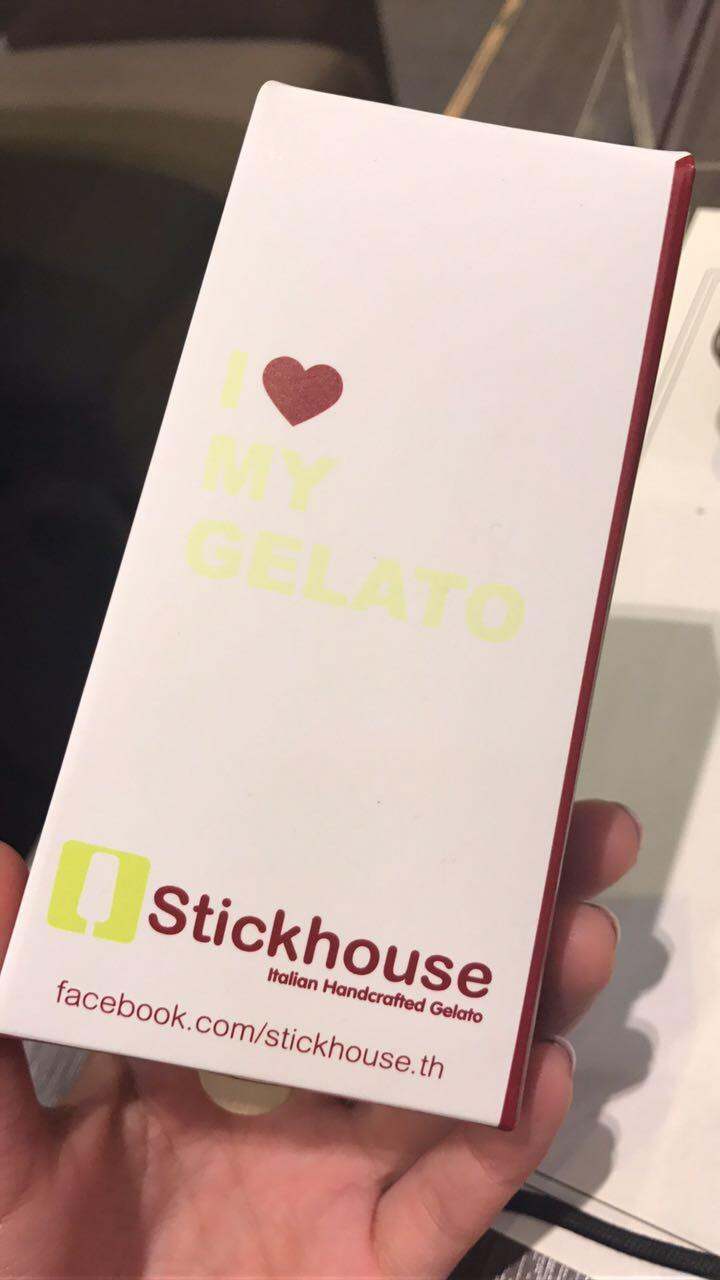 I ♥
MY
GELATO
Stickhouse
Italian Handcrafted Gelato
facebook.com/stickhouse.th